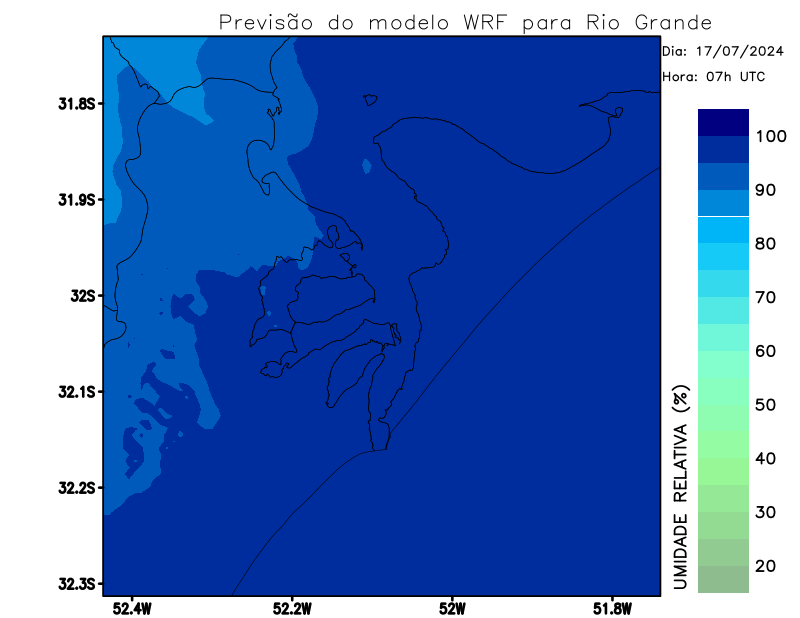 Previsão do modelo WRF para Rio Grande
Dia: 17/07/2024
Hora: 07h UTC
31.8S
31.9S
32S
32.1S
32.2S
32.3S
52.4W
52.2W
52W
51.8W
UMIDADE RELATIVA (%)
100
90
80
70
60
50
40
30
20